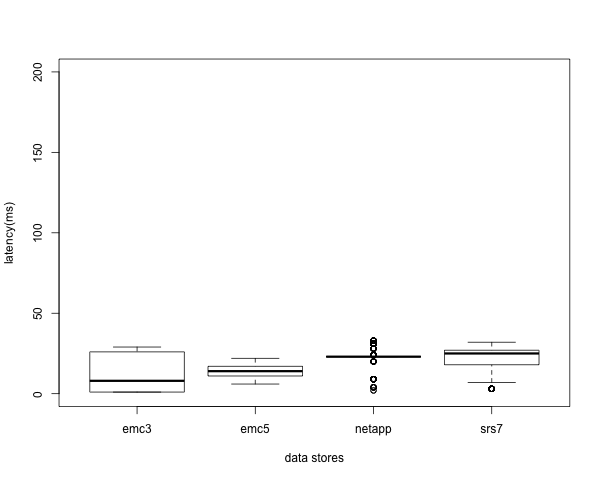 latency(ms)
200
150
100
50
0
emc3 emc5 netapp srs7
data stores